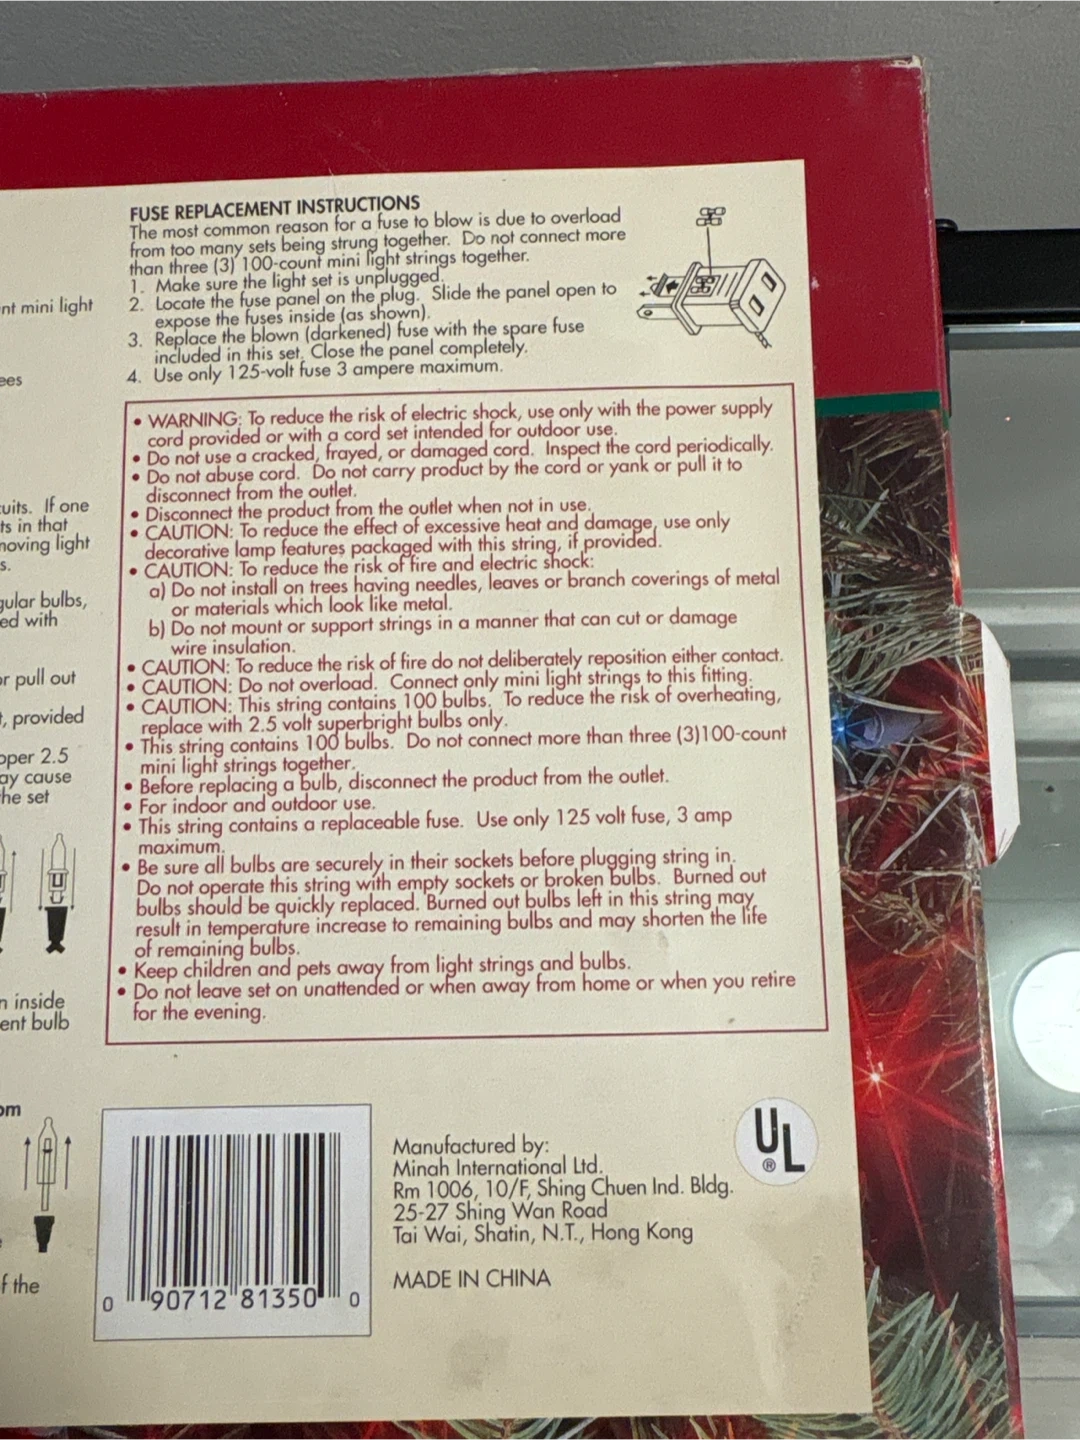 FUSE REPLACEMENT INSTRUCTIONS
The most common reason for a fuse to blow is due to overload
from too many sets being strung together. Do not connect more
than three (3) 100-count mini light strings together.
1. Make sure the light set is unplugged.
2. Locate the fuse panel on the plug. Slide the panel open to
expose the fuses inside (as shown).
3. Replace the blown (darkened) fuse with the spare fuse
included in this set. Close the panel completely.
4. Use only 125-volt fuse 3 ampere maximum.
• WARNING: To reduce the risk of electric shock, use only with the power supply
cord provided or with a cord set intended for outdoor use.
• Do not use a cracked, frayed, or damaged cord. Inspect the cord periodically.
• Do not abuse cord. Do not carry product by the cord or yank or pull it to
disconnect from the outlet.
• Disconnect the product from the outlet when not in use.
• CAUTION: To reduce the effect of excessive heat and damage, use only
decorative lamp features packaged with this string, if provided.
• CAUTION: To reduce the risk of fire and electric shock:
a) Do not install on trees having needles, leaves or branch coverings of metal
or materials which look like metal.
b) Do not mount or support strings in a manner that can cut or damage
wire insulation.
• CAUTION: To reduce the risk of fire do not deliberately reposition either contact.
• CAUTION: Do not overload. Connect only mini light strings to this fitting.
• CAUTION: This string contains 100 bulbs. To reduce the risk of overheating,
replace with 2.5 volt superbright bulbs only.
• This string contains 100 bulbs. Do not connect more than three (3)100-count
mini light strings together.
• Before replacing a bulb, disconnect the product from the outlet.
• For indoor and outdoor use.
• This string contains a replaceable fuse. Use only 125 volt fuse, 3 amp
maximum.
• Be sure all bulbs are securely in their sockets before plugging string in.
Do not operate this string with empty sockets or broken bulbs. Burned out
bulbs should be quickly replaced. Burned out bulbs left in this string may
result in temperature increase to remaining bulbs and may shorten the life
of remaining bulbs.
• Keep children and pets away from light strings and bulbs.
• Do not leave set on unattended or when away from home or when you retire
for the evening.
nt mini light
ees
uits. If one
ts in that
noving light
s.
gular bulbs,
ed with
or pull out
, provided
pper 2.5
ay cause
he set
n inside
ent bulb
om
f the
0 90712 81350 0
Manufactured by:
Minah International Ltd.
Rm 1006, 10/F, Shing Chuen Ind. Bldg.
25-27 Shing Wan Road
Tai Wai, Shatin, N.T., Hong Kong
MADE IN CHINA
UL
®